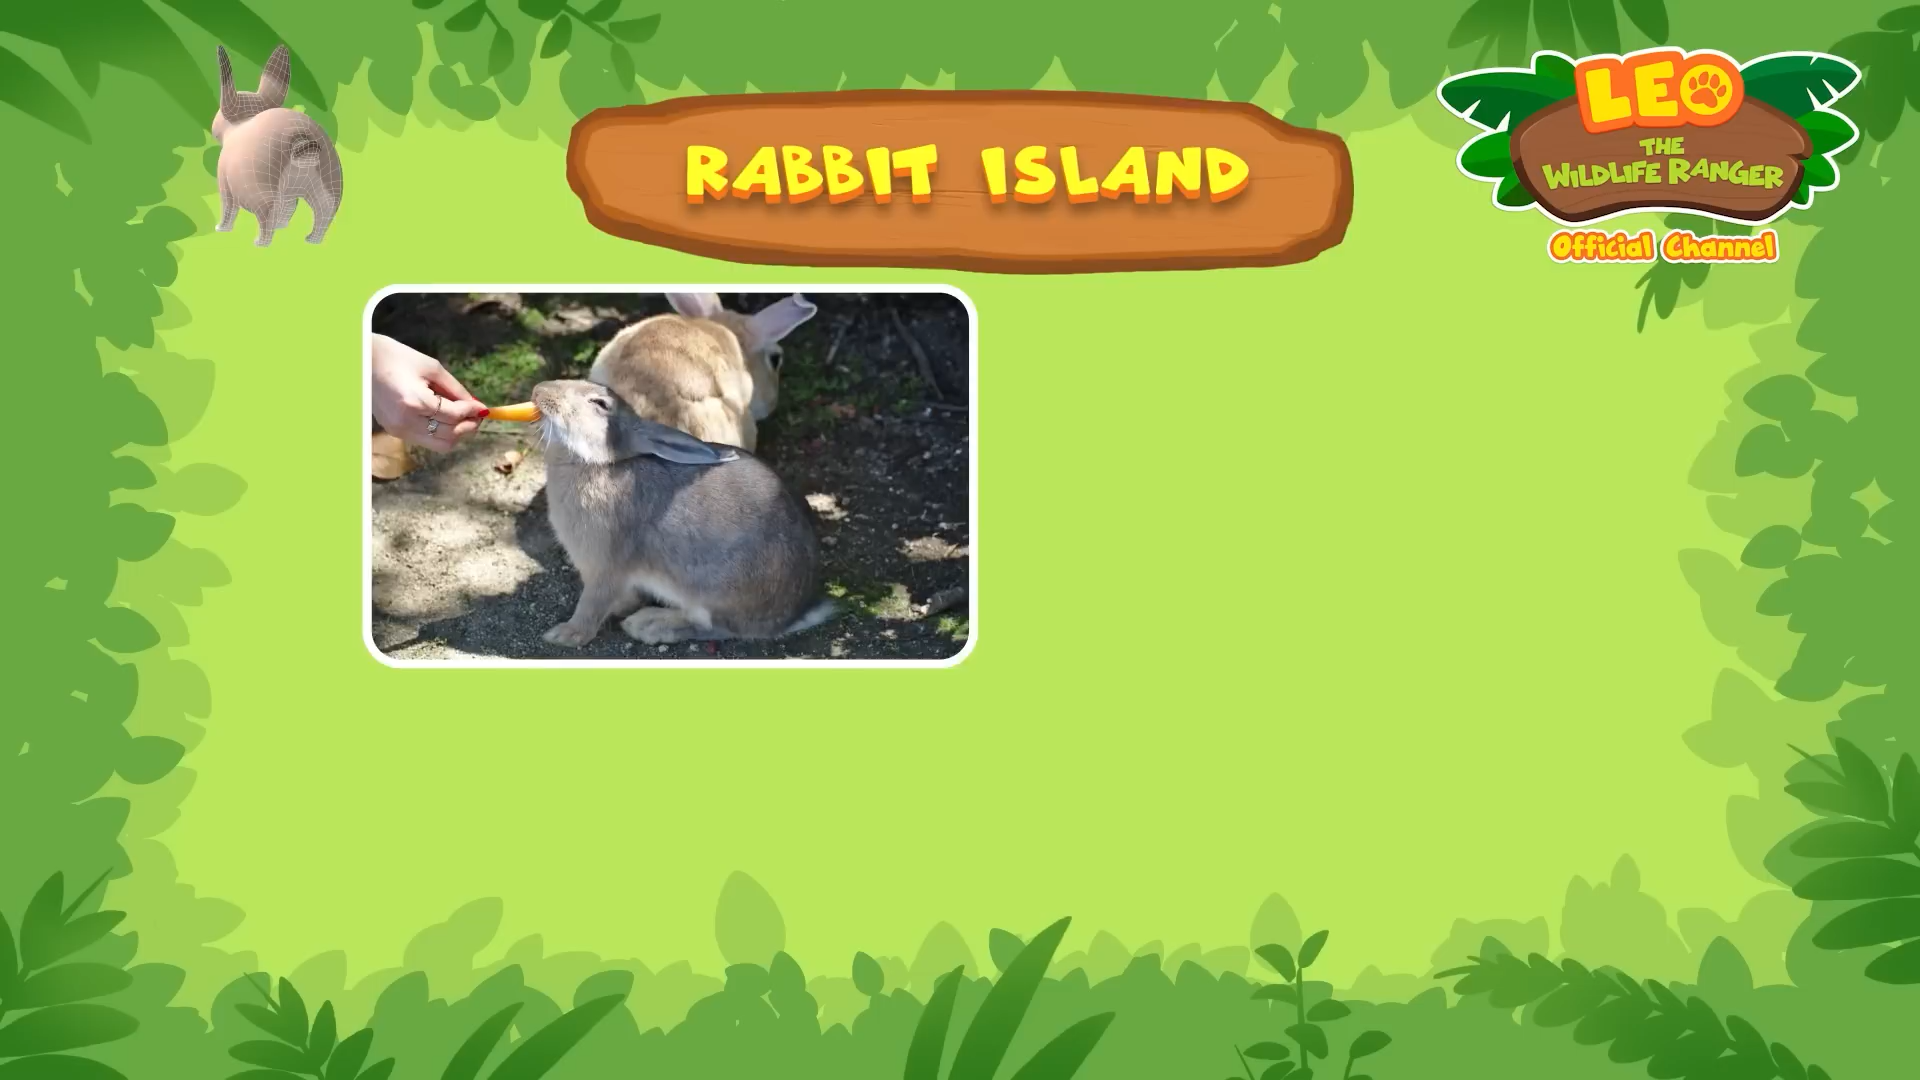 RABBIT ISLAND
LEO
THE
WILDLIFE RANGER
Official Channel